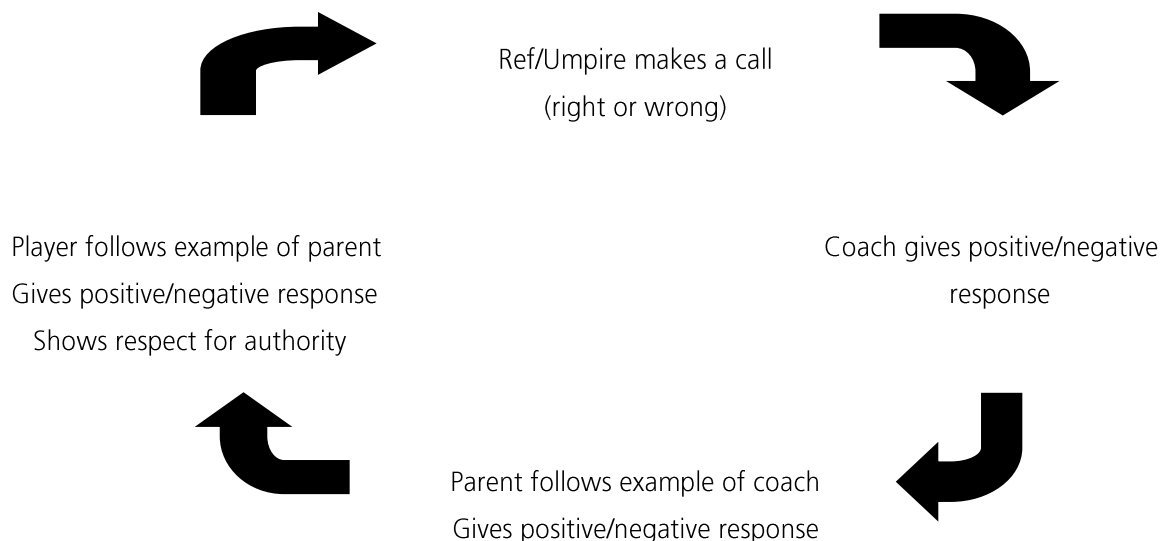 Ref/Umpire makes a call
(right or wrong)
Player follows example of parent
Gives positive/negative response
Shows respect for authority
Coach gives positive/negative
response
Parent follows example of coach
Gives positive/negative response